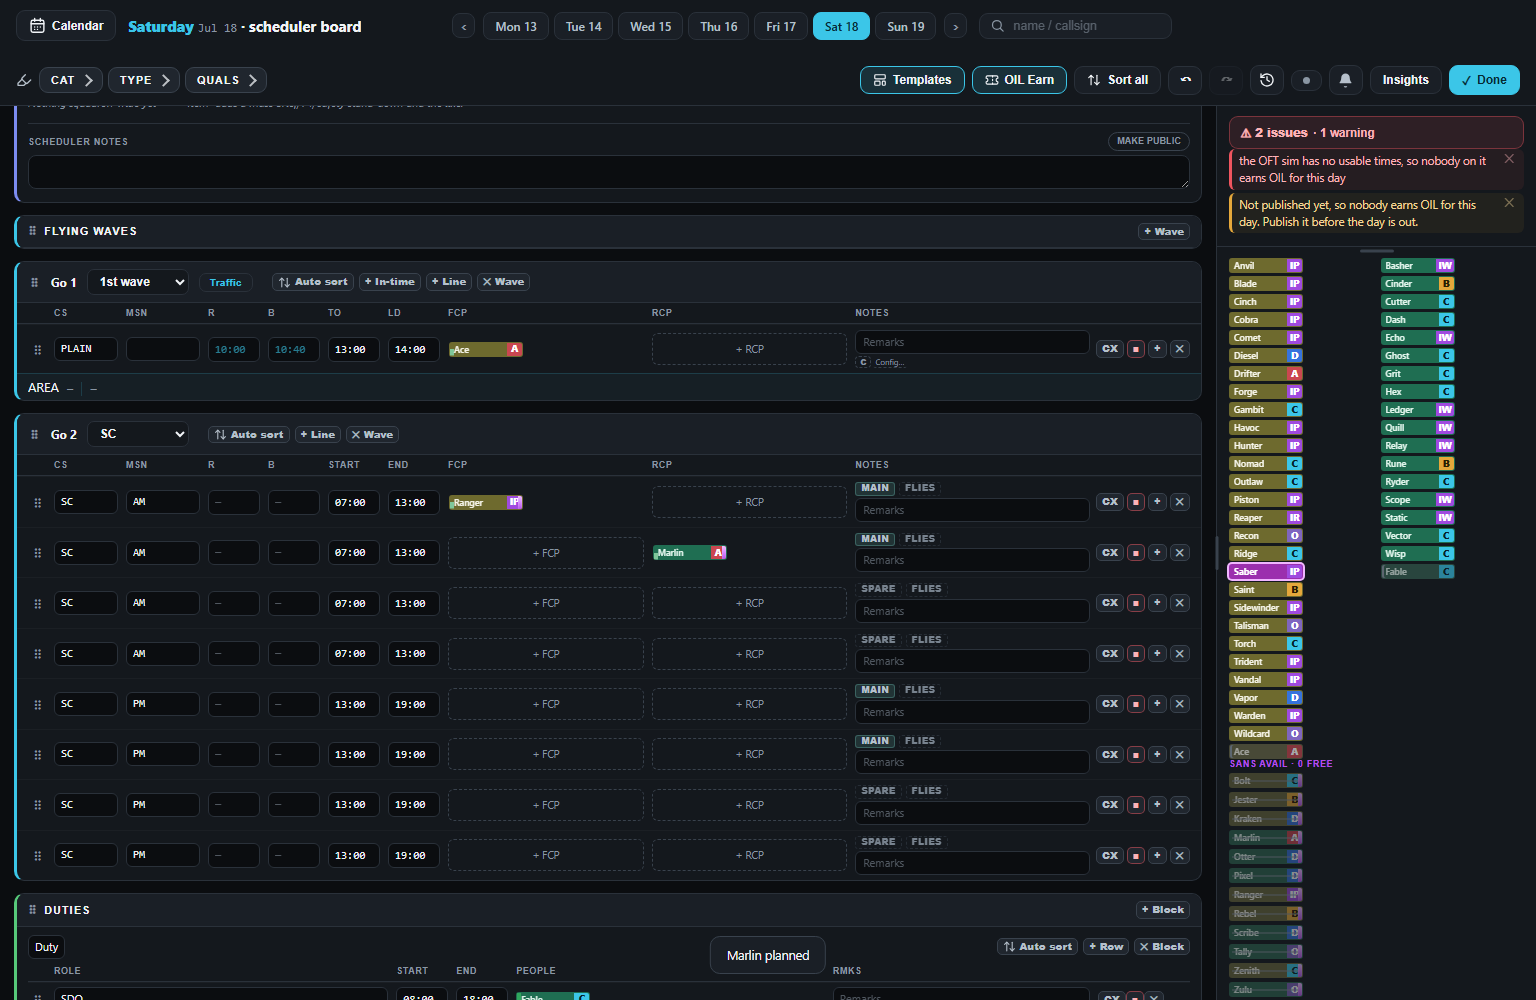 Calendar
Saturday Jul 18 · scheduler board
‹ Mon 13 Tue 14 Wed 15 Thu 16 Fri 17 Sat 18 Sun 19 ›
name / callsign
CAT TYPE QUALS
Templates OIL Earn Sort all Insights ✓ Done
SCHEDULER NOTES
MAKE PUBLIC
FLYING WAVES
+ Wave
Go 1 1st wave Traffic Auto sort + In-time + Line ✕ Wave
CS MSN R B TO LD FCP RCP NOTES
PLAIN 10:00 10:40 13:00 14:00 Ace A + RCP Remarks CX ■ + ✕
C Config...
AREA – –
Go 2 SC Auto sort + Line ✕ Wave
CS MSN R B START END FCP RCP NOTES
MAIN FLIES
SC AM – – 07:00 13:00 Ranger IP + RCP Remarks CX ■ + ✕
MAIN FLIES
SC AM – – 07:00 13:00 + FCP Marlin A Remarks CX ■ + ✕
SPARE FLIES
SC AM – – 07:00 13:00 + FCP + RCP Remarks CX ■ + ✕
SPARE FLIES
SC AM – – 07:00 13:00 + FCP + RCP Remarks CX ■ + ✕
MAIN FLIES
SC PM – – 13:00 19:00 + FCP + RCP Remarks CX ■ + ✕
MAIN FLIES
SC PM – – 13:00 19:00 + FCP + RCP Remarks CX ■ + ✕
SPARE FLIES
SC PM – – 13:00 19:00 + FCP + RCP Remarks CX ■ + ✕
SPARE FLIES
SC PM – – 13:00 19:00 + FCP + RCP Remarks CX ■ + ✕
DUTIES
+ Block
Duty
Auto sort + Row ✕ Block
Marlin planned
ROLE START END PEOPLE RMKS
SDO 08:00 18:00 Fable C Remarks CX
⚠ 2 issues · 1 warning
the OFT sim has no usable times, so nobody on it
earns OIL for this day
Not published yet, so nobody earns OIL for this
day. Publish it before the day is out.
Anvil IP
Blade IP
Cinch IP
Cobra IP
Comet IP
Diesel D
Drifter A
Forge IP
Gambit C
Havoc IP
Hunter IP
Nomad C
Outlaw C
Piston IP
Reaper IR
Recon O
Ridge C
Saber IP
Saint B
Sidewinder IP
Talisman O
Torch C
Trident IP
Vandal IP
Vapor D
Warden IP
Wildcard O
Ace A
Basher IW
Cinder B
Cutter C
Dash C
Echo IW
Ghost C
Grit C
Hex C
Ledger IW
Quill IW
Relay IW
Rune B
Ryder C
Scope IW
Static IW
Vector C
Wisp C
Fable C
SANS AVAIL · 0 FREE
Bolt C
Jester B
Kraken D
Marlin A
Otter D
Pixel D
Ranger IP
Rebel B
Scribe D
Tally O
Zenith C
Zulu O